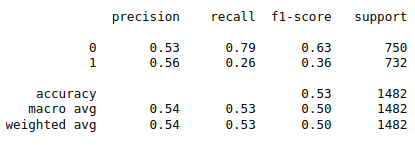 precision recall f1-score support
0 0.53 0.79 0.63 750
1 0.56 0.26 0.36 732
accuracy 0.53 1482
macro avg 0.54 0.53 0.50 1482
weighted avg 0.54 0.53 0.50 1482